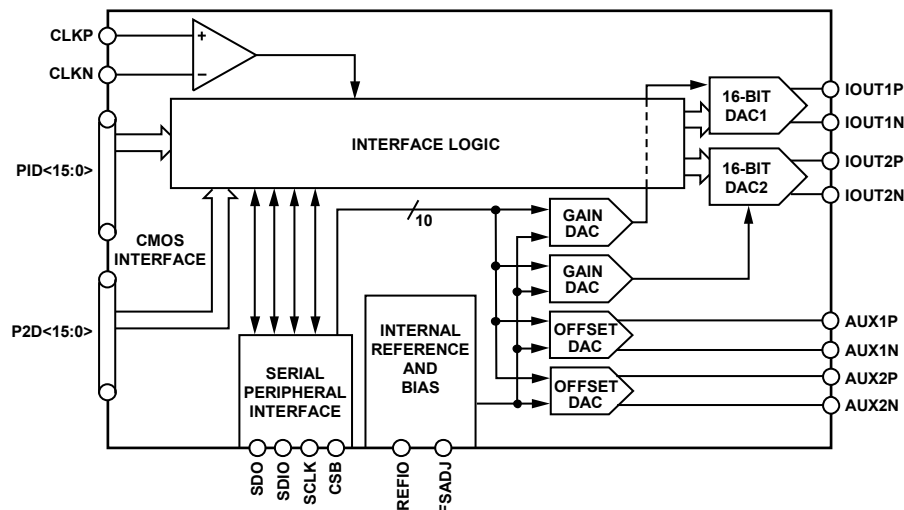 CLKP
CLKN
+
−
PID<15:0>
P2D<15:0>
CMOS
INTERFACE
INTERFACE LOGIC
10
16-BIT
DAC1
16-BIT
DAC2
IOUT1P
IOUT1N
IOUT2P
IOUT2N
GAIN
DAC
GAIN
DAC
OFFSET
DAC
OFFSET
DAC
AUX1P
AUX1N
AUX2P
AUX2N
SERIAL
PERIPHERAL
INTERFACE
INTERNAL
REFERENCE
AND
BIAS
SDO
SDIO
SCLK
CSB
REFIO
FSADJ